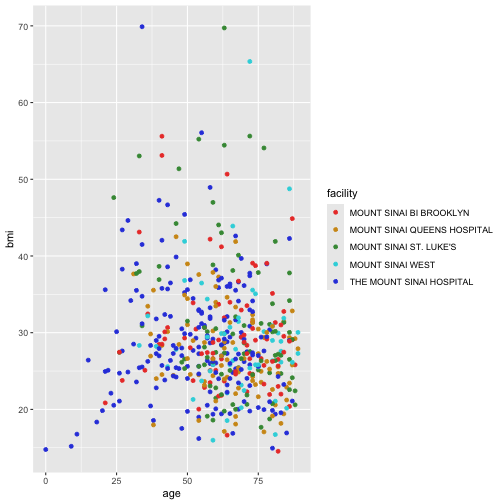 70
60
50
40
30
20
bmi
0
25
50
75
age
facility
MOUNT SINAI BI BROOKLYN
MOUNT SINAI QUEENS HOSPITAL
MOUNT SINAI ST. LUKE'S
MOUNT SINAI WEST
THE MOUNT SINAI HOSPITAL